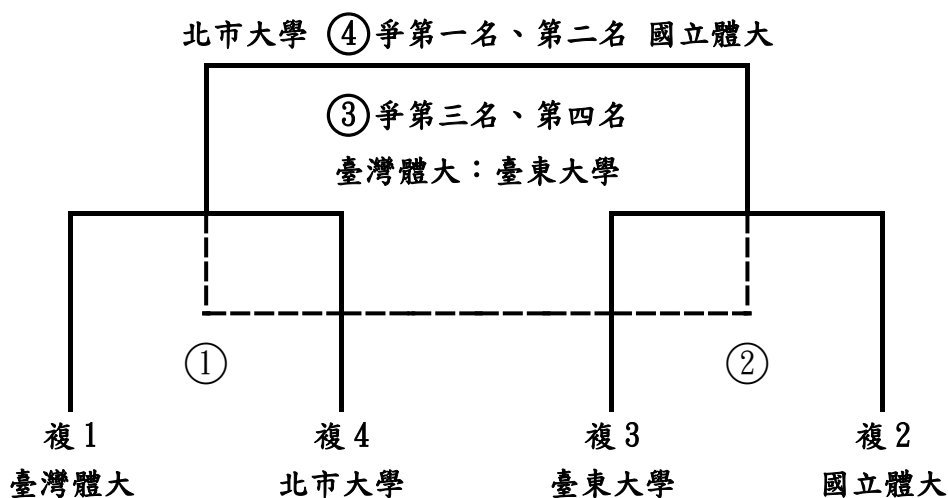 北市大學 ④爭第一名、第二名 國立體大
③爭第三名、第四名
臺灣體大：臺東大學
① ②
複1 複4 複3 複2
臺灣體大 北市大學 臺東大學 國立體大